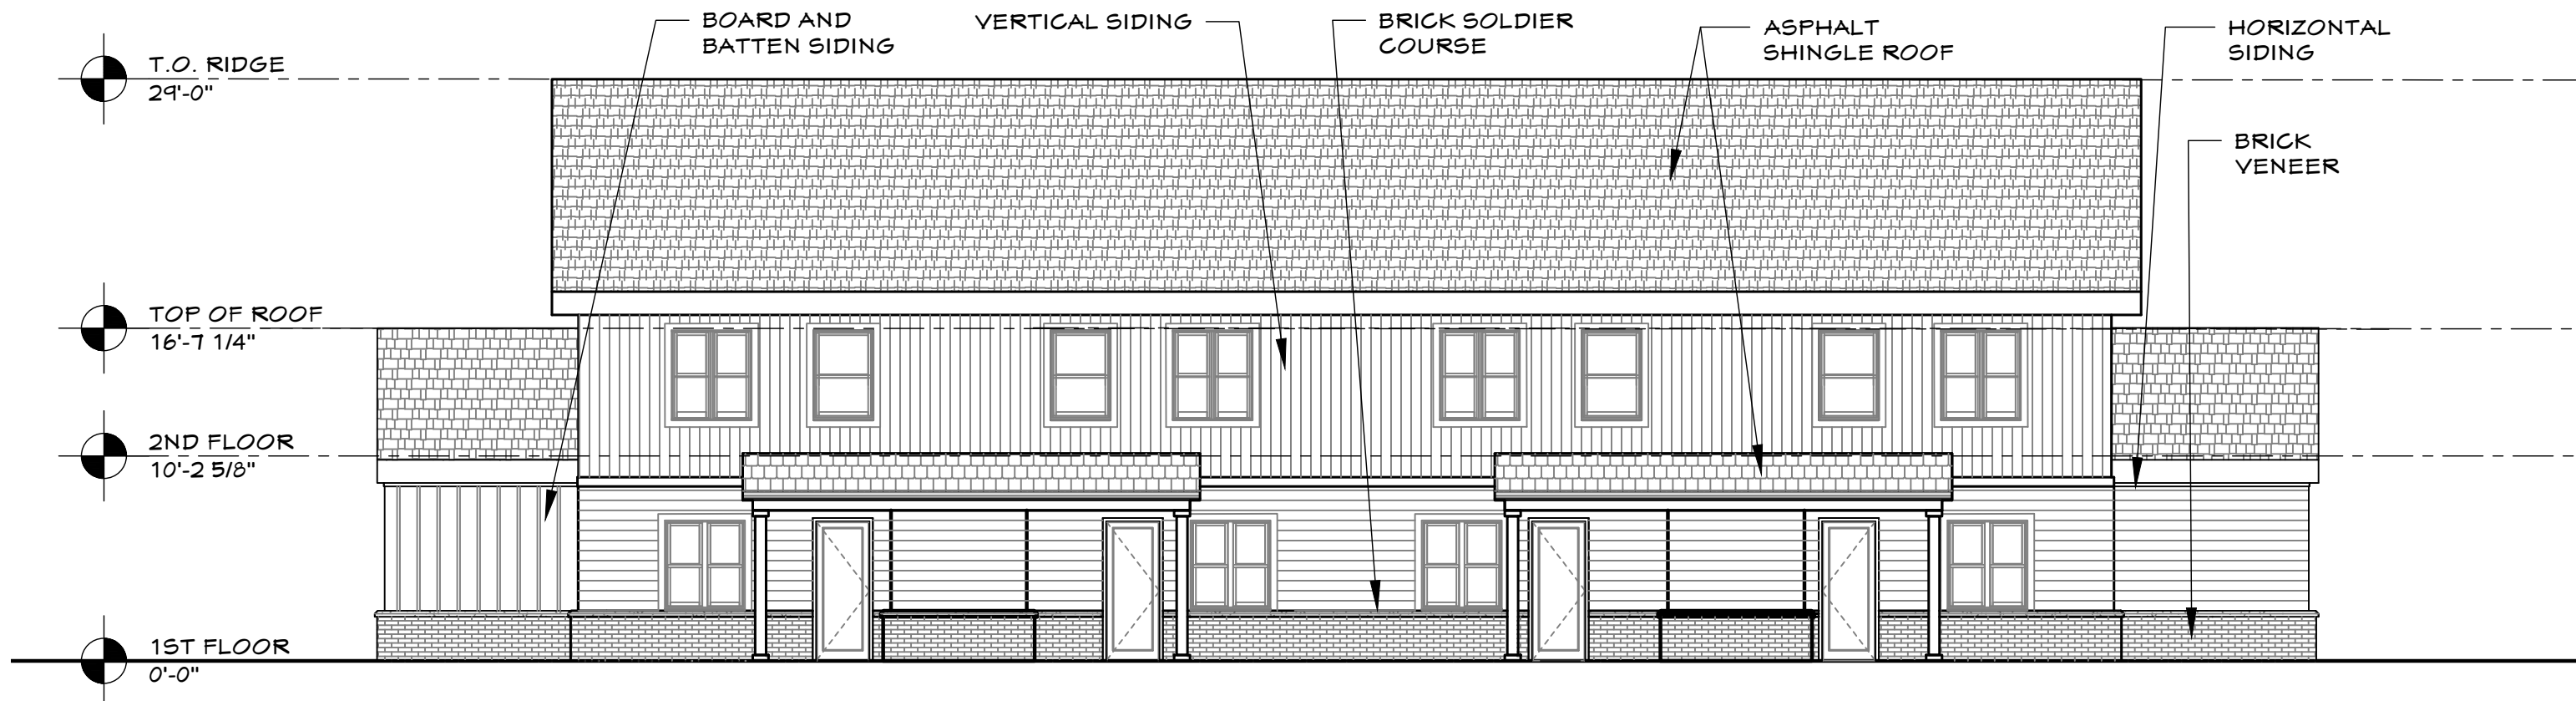 BOARD AND
BATTEN SIDING
VERTICAL SIDING
BRICK SOLDIER
COURSE
ASPHALT
SHINGLE ROOF
HORIZONTAL
SIDING
BRICK
VENEER
T.O. RIDGE
29'-0"
TOP OF ROOF
16'-7 1/4"
2ND FLOOR
10'-2 5/8"
1ST FLOOR
0'-0"